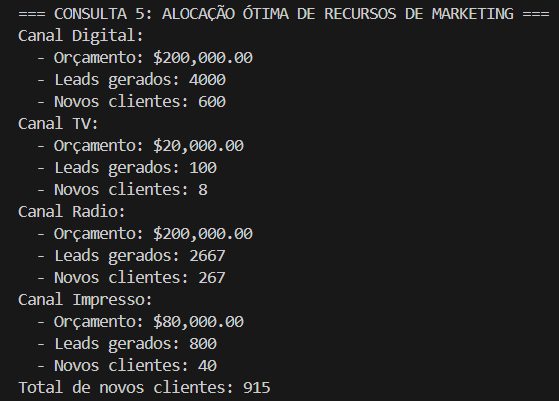 === CONSULTA 5: ALOCAÇÃO ÓTIMA DE RECURSOS DE MARKETING ===
Canal Digital:
- Orçamento: $200,000.00
- Leads gerados: 4000
- Novos clientes: 600
Canal TV:
- Orçamento: $20,000.00
- Leads gerados: 100
- Novos clientes: 8
Canal Radio:
- Orçamento: $200,000.00
- Leads gerados: 2667
- Novos clientes: 267
Canal Impresso:
- Orçamento: $80,000.00
- Leads gerados: 800
- Novos clientes: 40
Total de novos clientes: 915